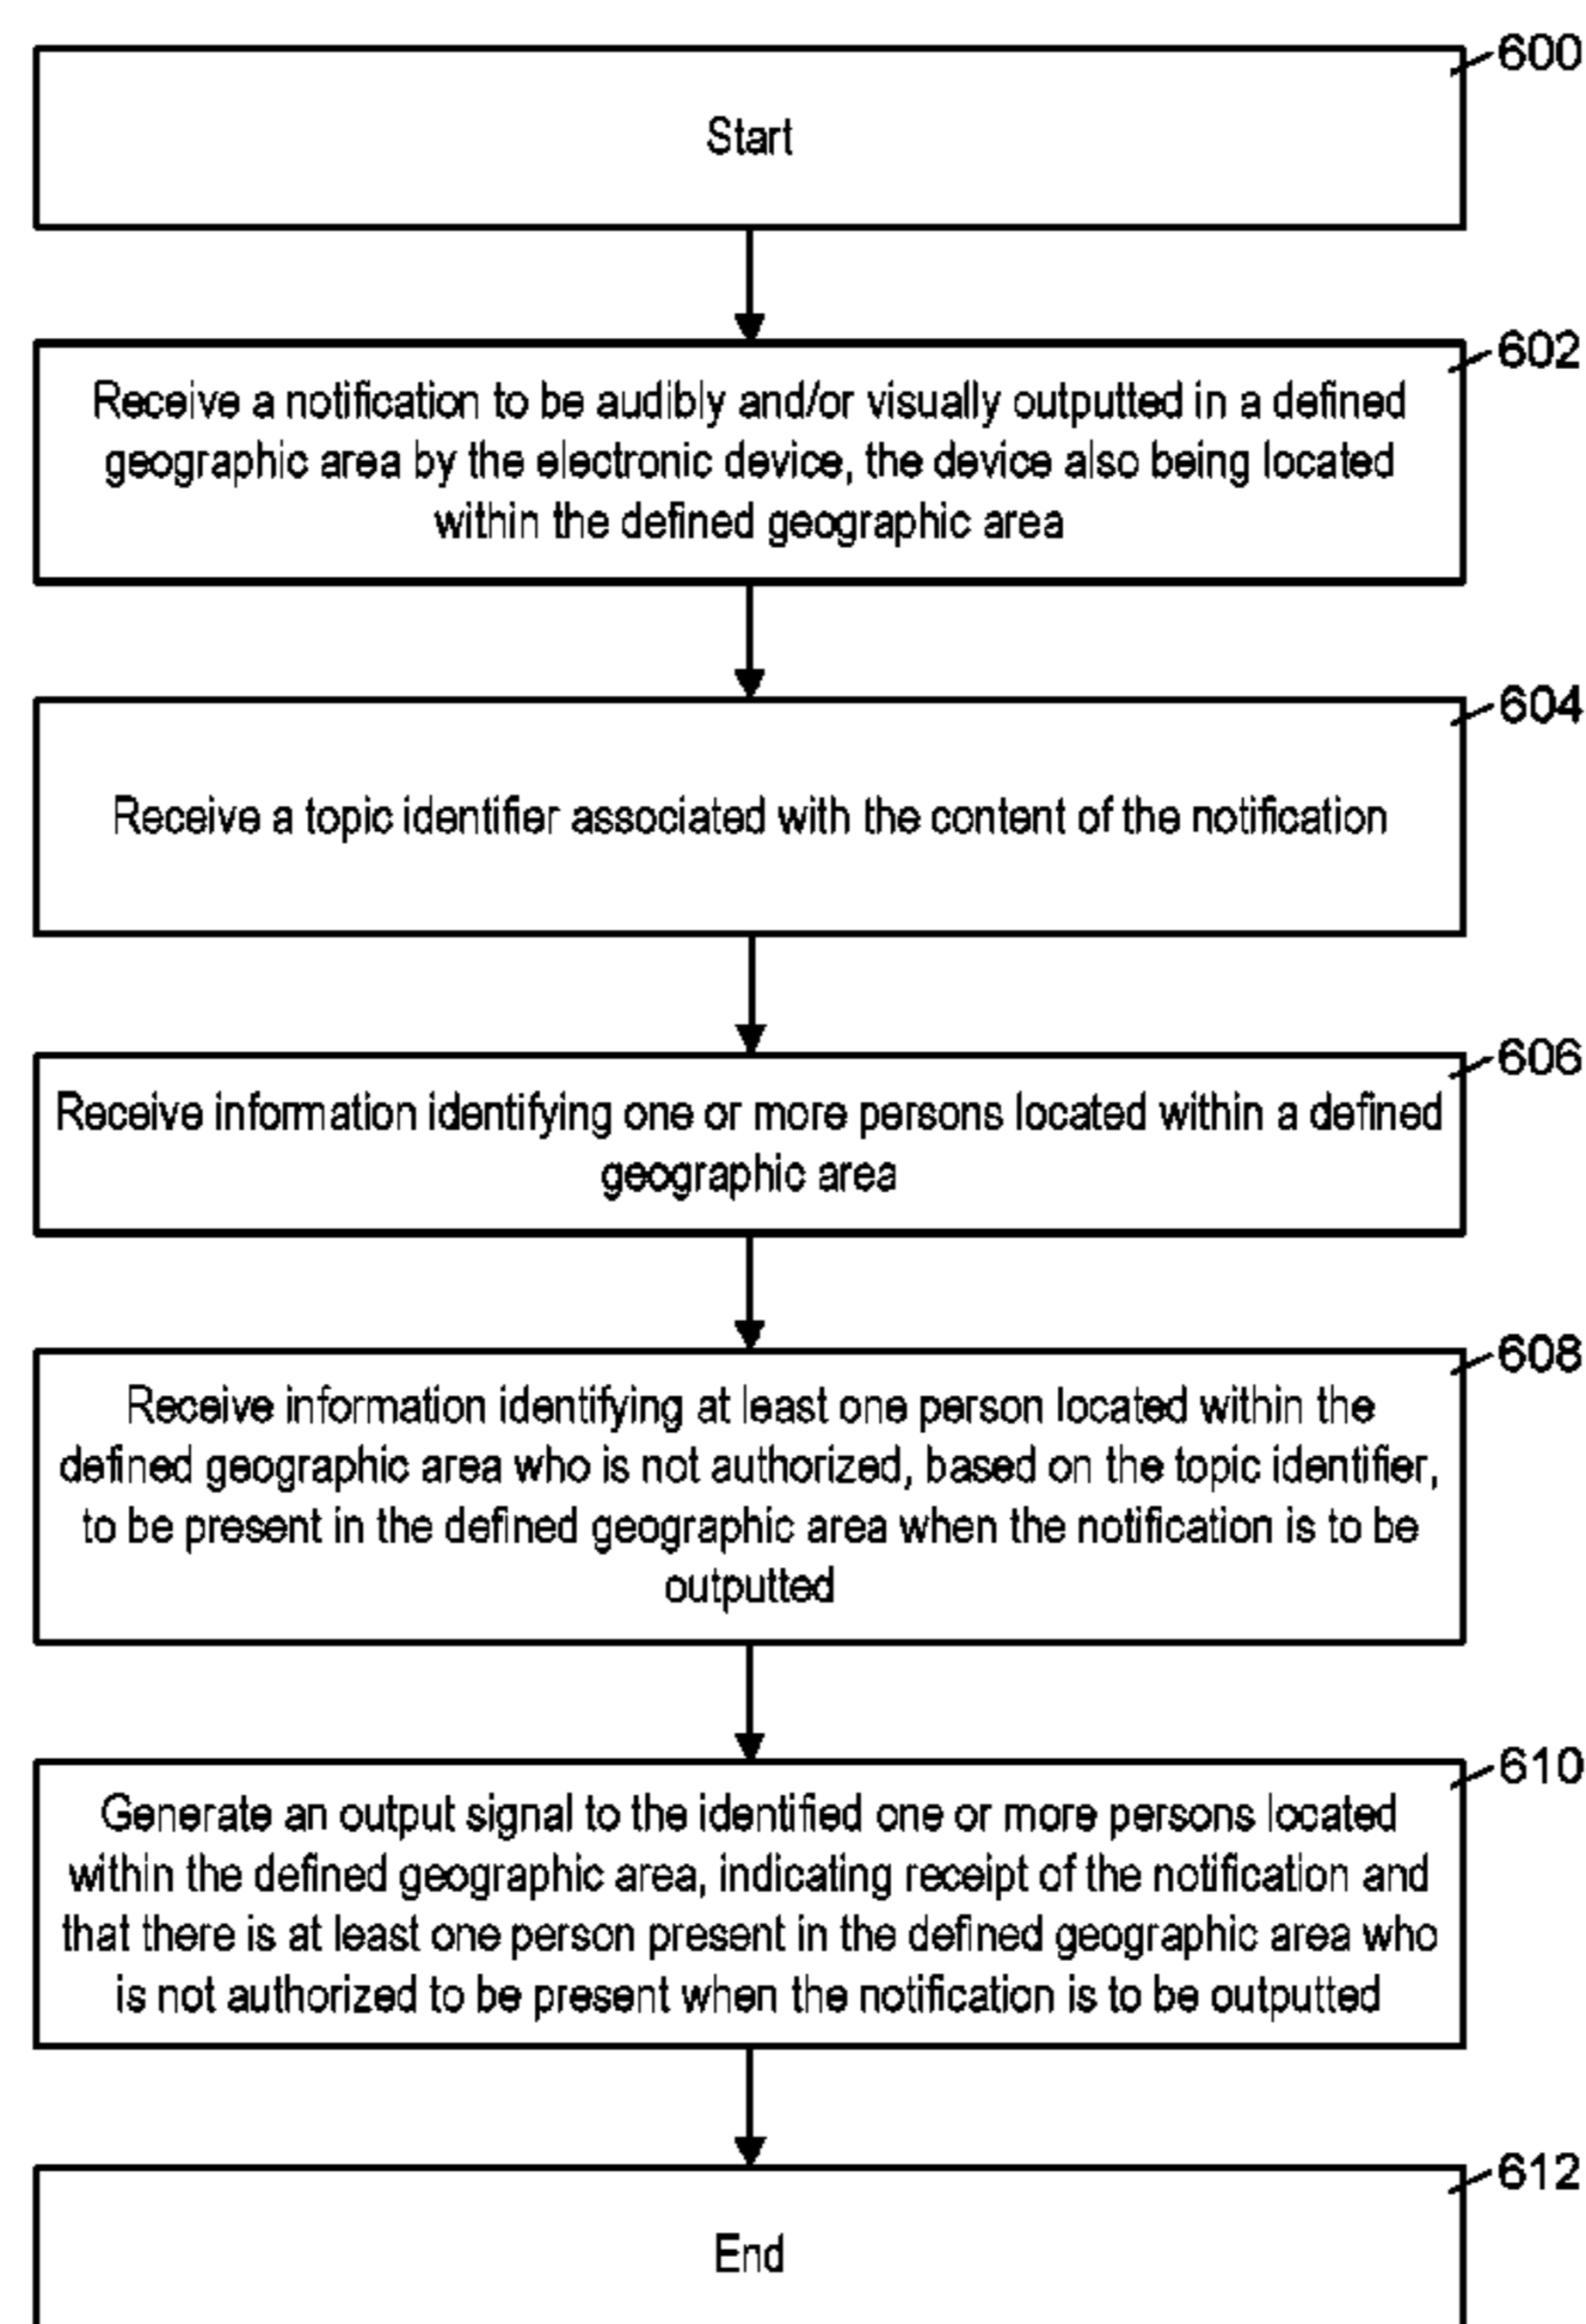 600
Start
602
Receive a notification to be audibly and/or visually outputted in a defined
geographic area by the electronic device, the device also being located
within the defined geographic area
604
Receive a topic identifier associated with the content of the notification
606
Receive information identifying one or more persons located within a defined
geographic area
608
Receive information identifying at least one person located within the
defined geographic area who is not authorized, based on the topic identifier,
to be present in the defined geographic area when the notification is to be
outputted
610
Generate an output signal to the identified one or more persons located
within the defined geographic area, indicating receipt of the notification and
that there is at least one person present in the defined geographic area who
is not authorized to be present when the notification is to be outputted
612
End